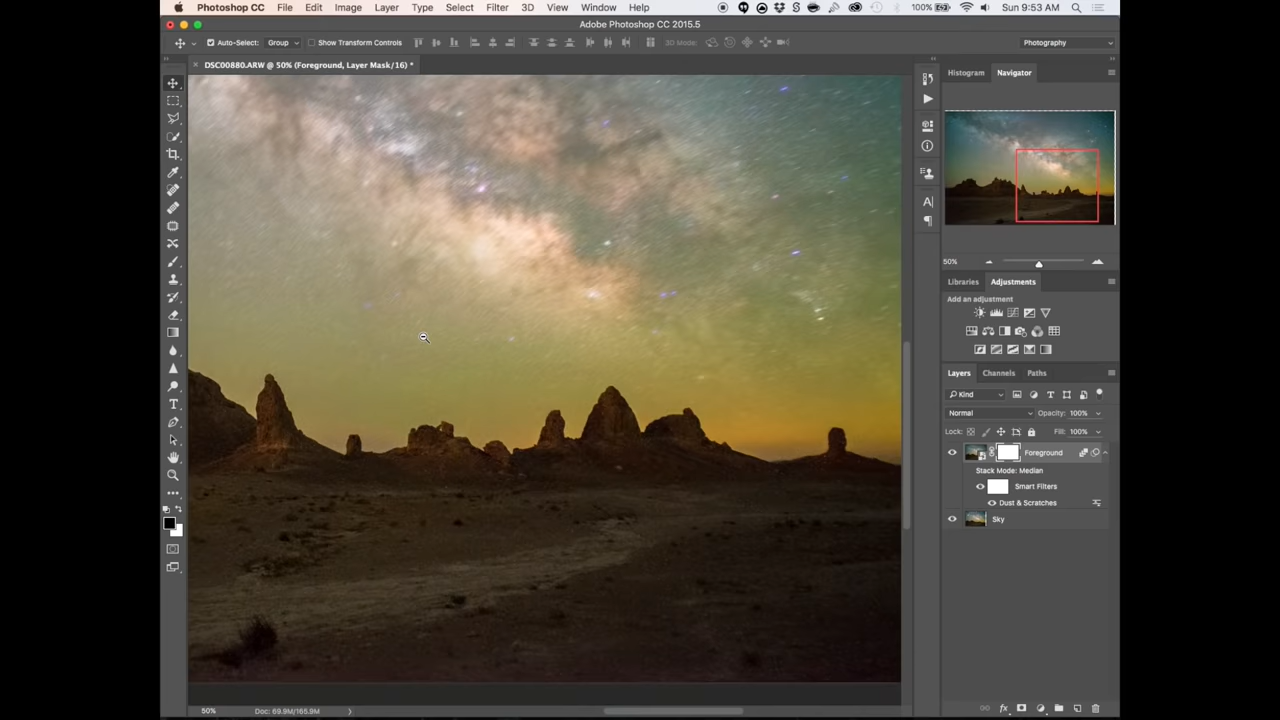 Photoshop CC File Edit Image Layer Type Select Filter 3D View Window Help 100% Sun 9:53 AM
Adobe Photoshop CC 2015.5
Auto-Select: Group Show Transform Controls 3D Mode: Photography
× DSC00880.ARW @ 50% (Foreground, Layer Mask/16) *
Histogram Navigator
50%
Libraries Adjustments
Add an adjustment
Layers Channels Paths
Kind
Normal Opacity: 100%
Lock: Fill: 100%
Foreground
Stack Mode: Median
Smart Filters
Dust & Scratches
Sky
50% Doc: 69.9M/165.9M